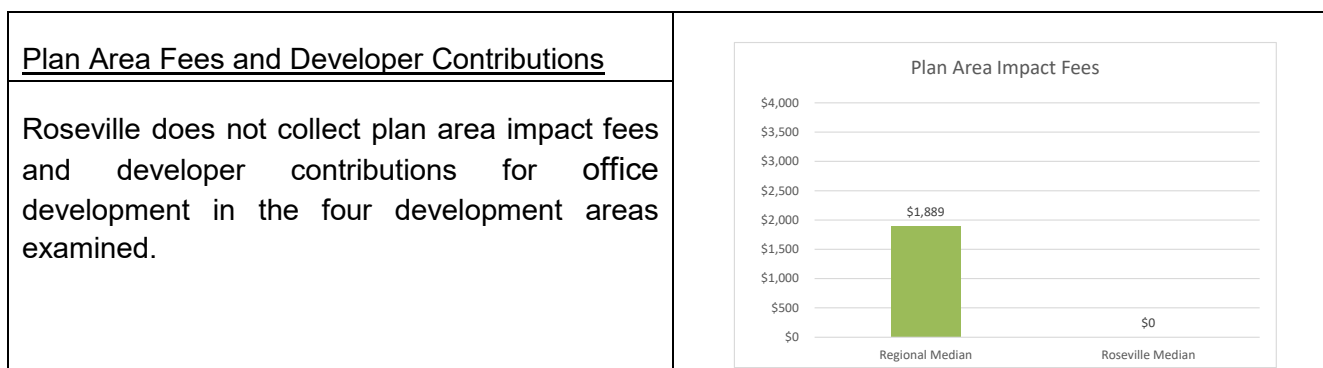 Plan Area Fees and Developer Contributions
Roseville does not collect plan area impact fees
and developer contributions for office
development in the four development areas
examined.
Plan Area Impact Fees
$4,000
$3,500
$3,000
$2,500
$2,000
$1,500
$1,000
$500
$0
$1,889
$0
Regional Median
Roseville Median